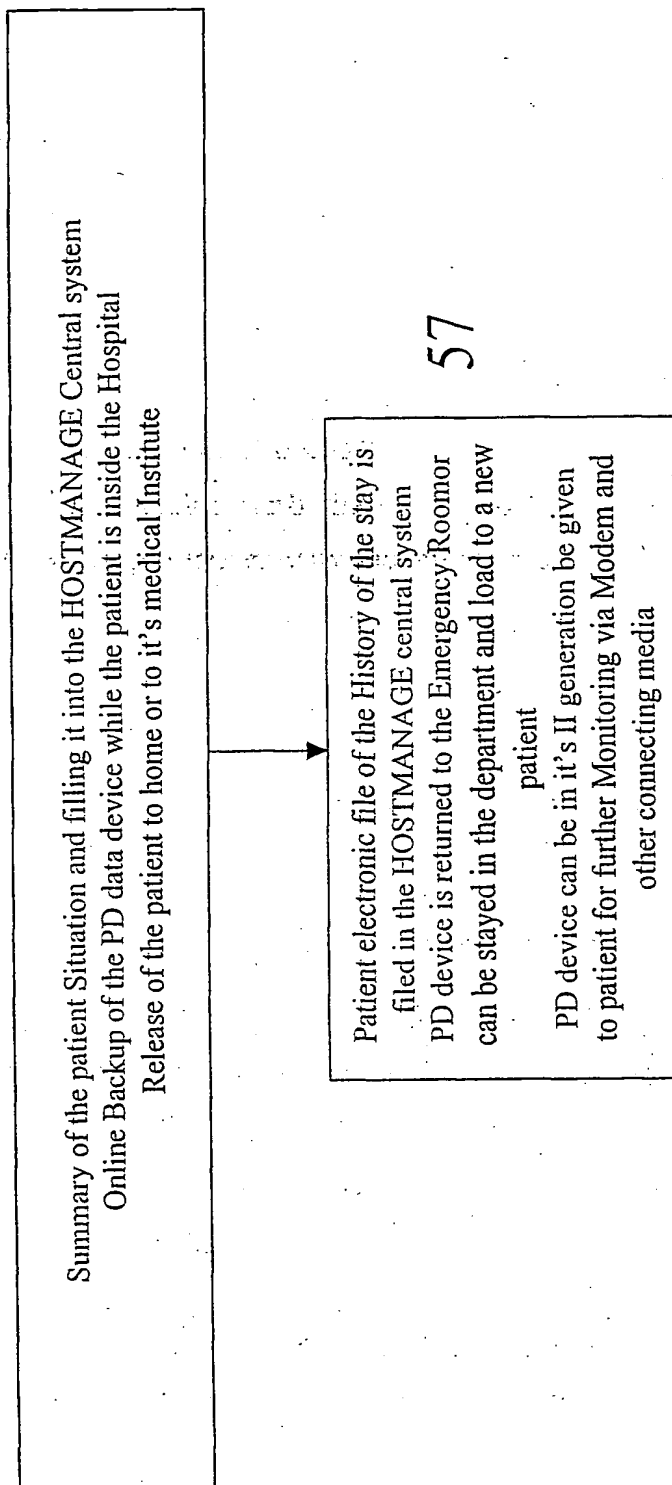 Summary of the patient Situation and filling it into the HOSTMANAGE Central system
Online Backup of the PD data device while the patient is inside the Hospital
Release of the patient to home or to it's medical Institute
Patient electronic file of the History of the stay is
filed in the HOSTMANAGE central system
PD device is returned to the Emergency Roomor
can be stayed in the department and load to a new
patient
PD device can be in it's II generation be given
to patient for further Monitoring via Modem and
other connecting media
57